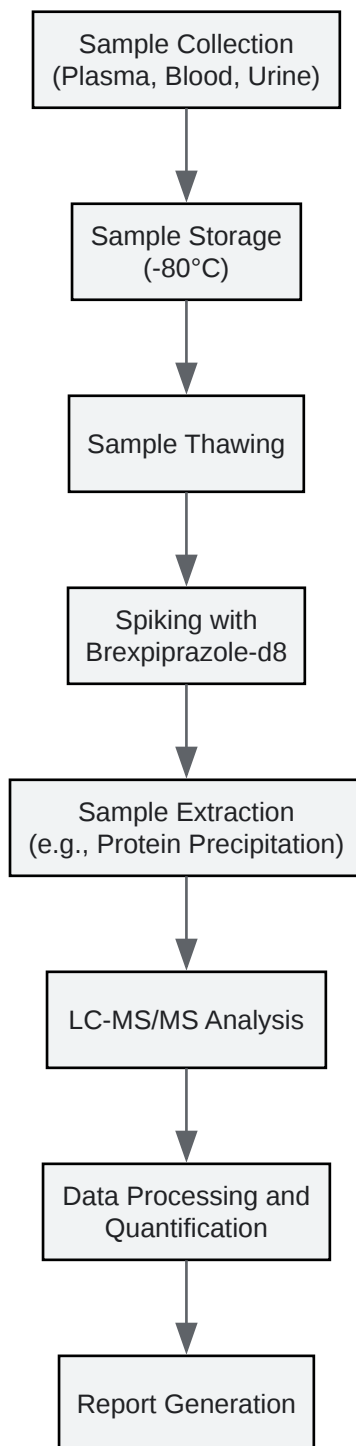 Sample Collection
(Plasma, Blood, Urine)
Sample Storage
(-80°C)
Sample Thawing
Spiking with
Brexpiprazole-d8
Sample Extraction
(e.g., Protein Precipitation)
LC-MS/MS Analysis
Data Processing and
Quantification
Report Generation